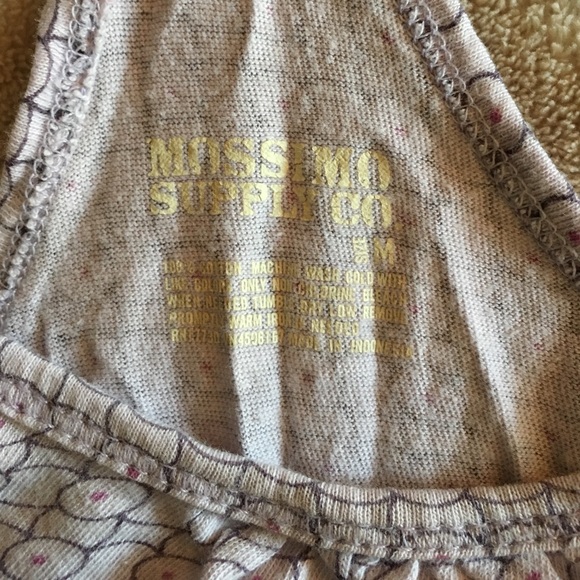 MOSSIMO
SUPPLY CO
SIZE M
100% COTTON MACHINE WASH COLD WITH
LIKE COLORS ONLY NON CHLORINE BLEACH
WHEN NEEDED TUMBLE DRY LOW REMOVE
PROMPTLY WARM IRON IF NEEDED
MADE IN INDONESIA